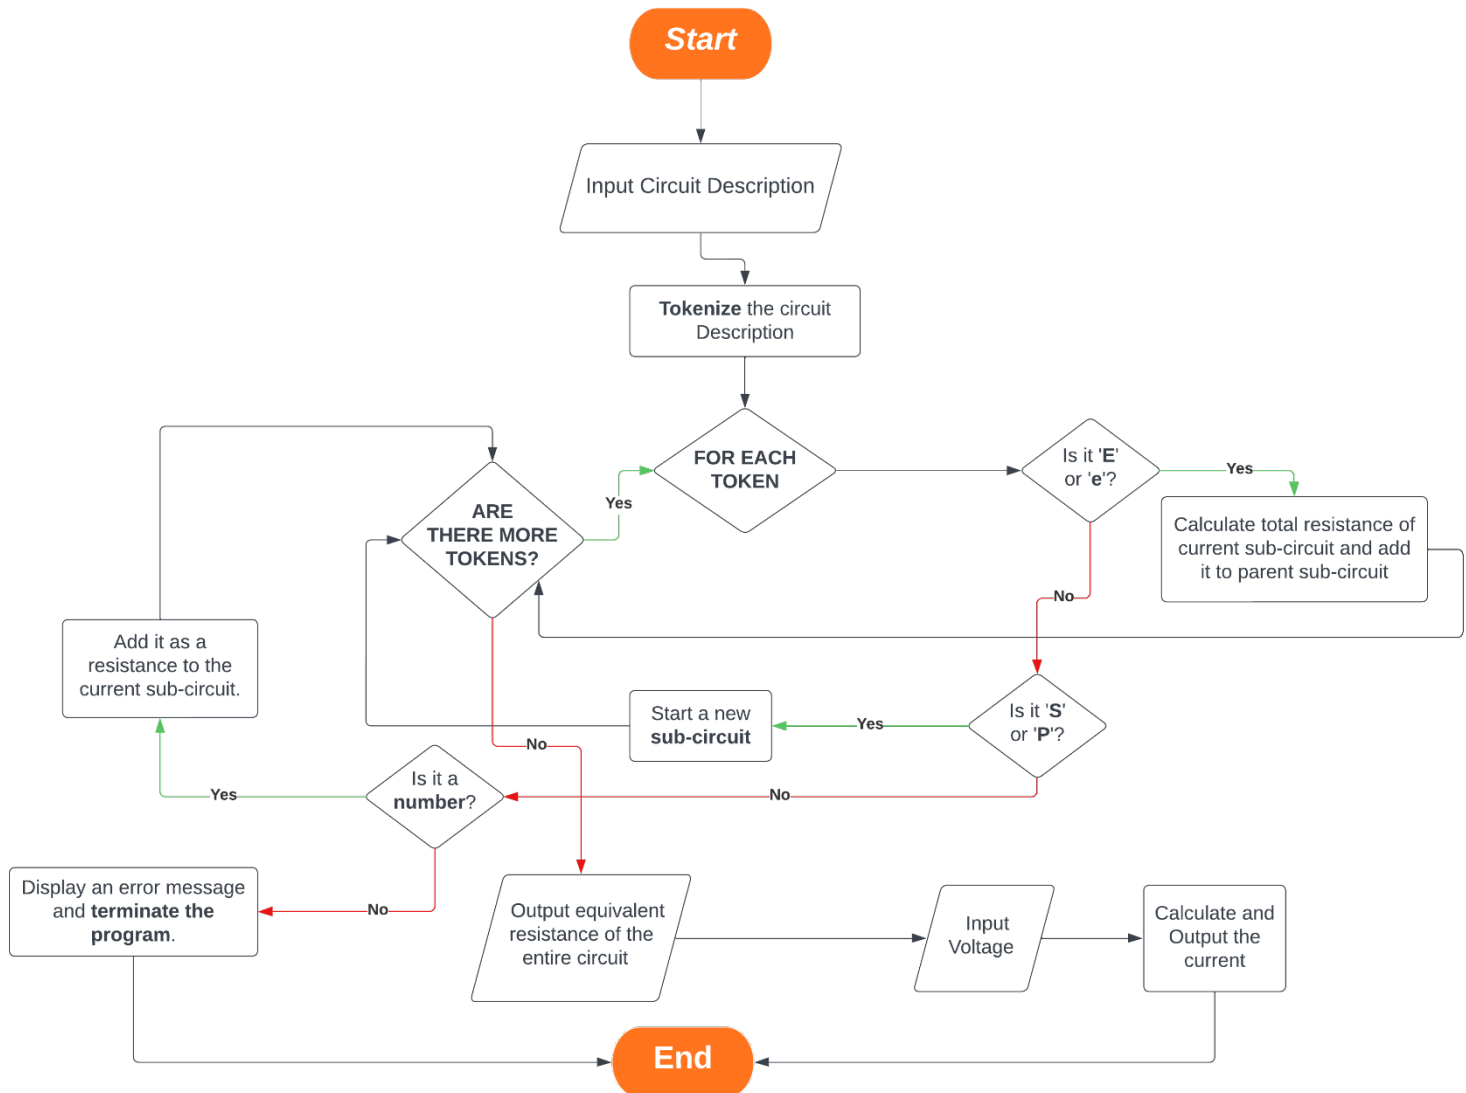 Start
Input Circuit Description
Tokenize the circuit
Description
FOR EACH
TOKEN
Is it 'E'
or 'e'?
Yes
Calculate total resistance of
current sub-circuit and add
it to parent sub-circuit
No
ARE
THERE MORE
TOKENS?
Yes
Add it as a
resistance to the
current sub-circuit.
Start a new
sub-circuit
Yes
Is it 'S'
or 'P'?
No
Is it a
number?
Yes
No
No
Display an error message
and terminate the
program.
Output equivalent
resistance of the
entire circuit
Input
Voltage
Calculate and
Output the
current
End